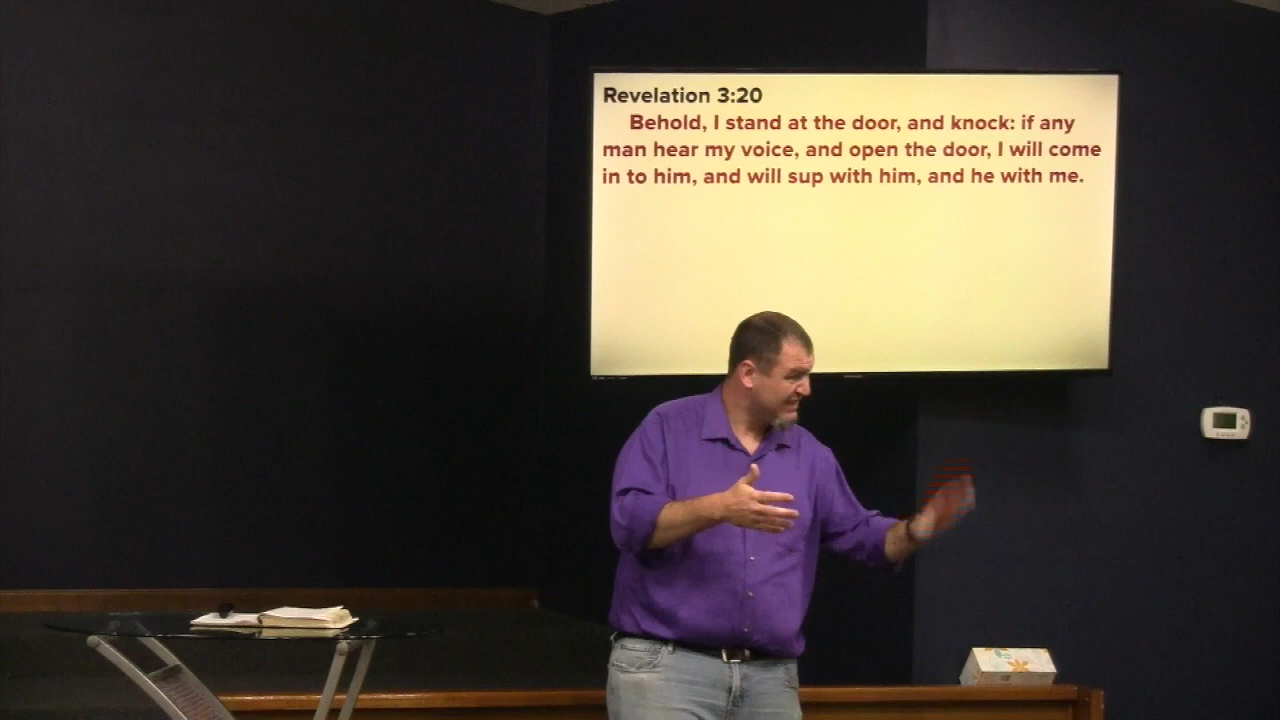 Revelation 3:20
Behold, I stand at the door, and knock: if any
man hear my voice, and open the door, I will come
in to him, and will sup with him, and he with me.